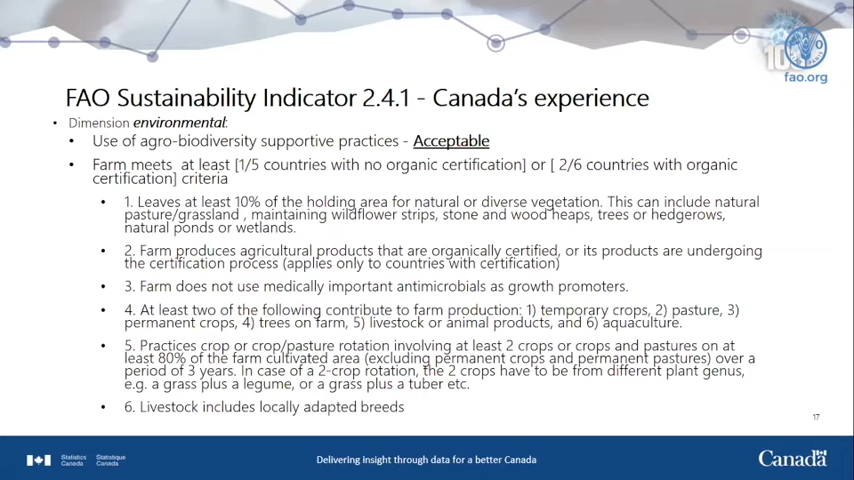 100
FAO
fao.org
FAO Sustainability Indicator 2.4.1 - Canada's experience
• Dimension environmental:
• Use of agro-biodiversity supportive practices - Acceptable
• Farm meets at least [1/5 countries with no organic certification] or [ 2/6 countries with organic
certification] criteria
• 1. Leaves at least 10% of the holding area for natural or diverse vegetation. This can include natural
pasture/grassland , maintaining wildflower strips, stone and wood heaps, trees or hedgerows,
natural ponds or wetlands.
• 2. Farm produces agricultural products that are organically certified, or its products are undergoing
the certification process (applies only to countries with certification)
• 3. Farm does not use medically important antimicrobials as growth promoters.
• 4. At least two of the following contribute to farm production: 1) temporary crops, 2) pasture, 3)
permanent crops, 4) trees on farm, 5) livestock or animal products, and 6) aquaculture.
• 5. Practices crop or crop/pasture rotation involving at least 2 crops or crops and pastures on at
least 80% of the farm cultivated area (excluding permanent crops and permanent pastures) over a
period of 3 years. In case of a 2-crop rotation, the 2 crops have to be from different plant genus,
e.g. a grass plus a legume, or a grass plus a tuber etc.
• 6. Livestock includes locally adapted breeds
17
Statistics Statistique
Canada Canada
Delivering insight through data for a better Canada
Canada